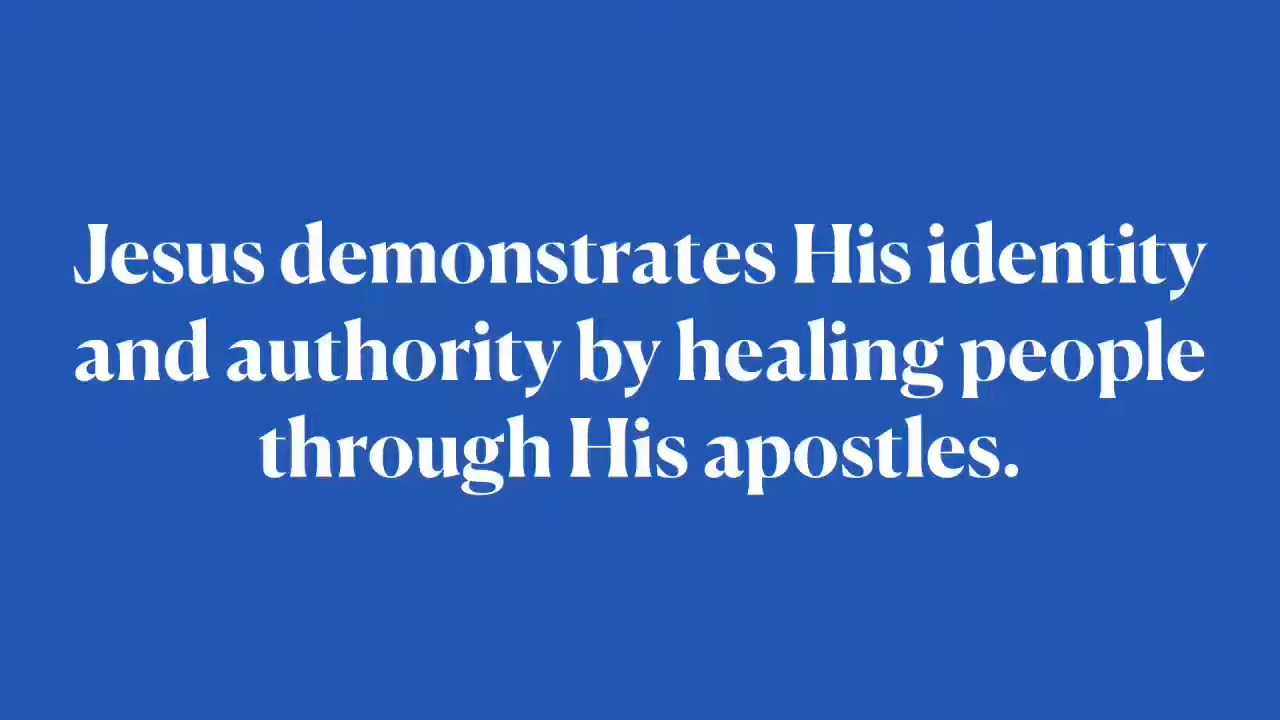 Jesus demonstrates His identity
and authority by healing people
through His apostles.